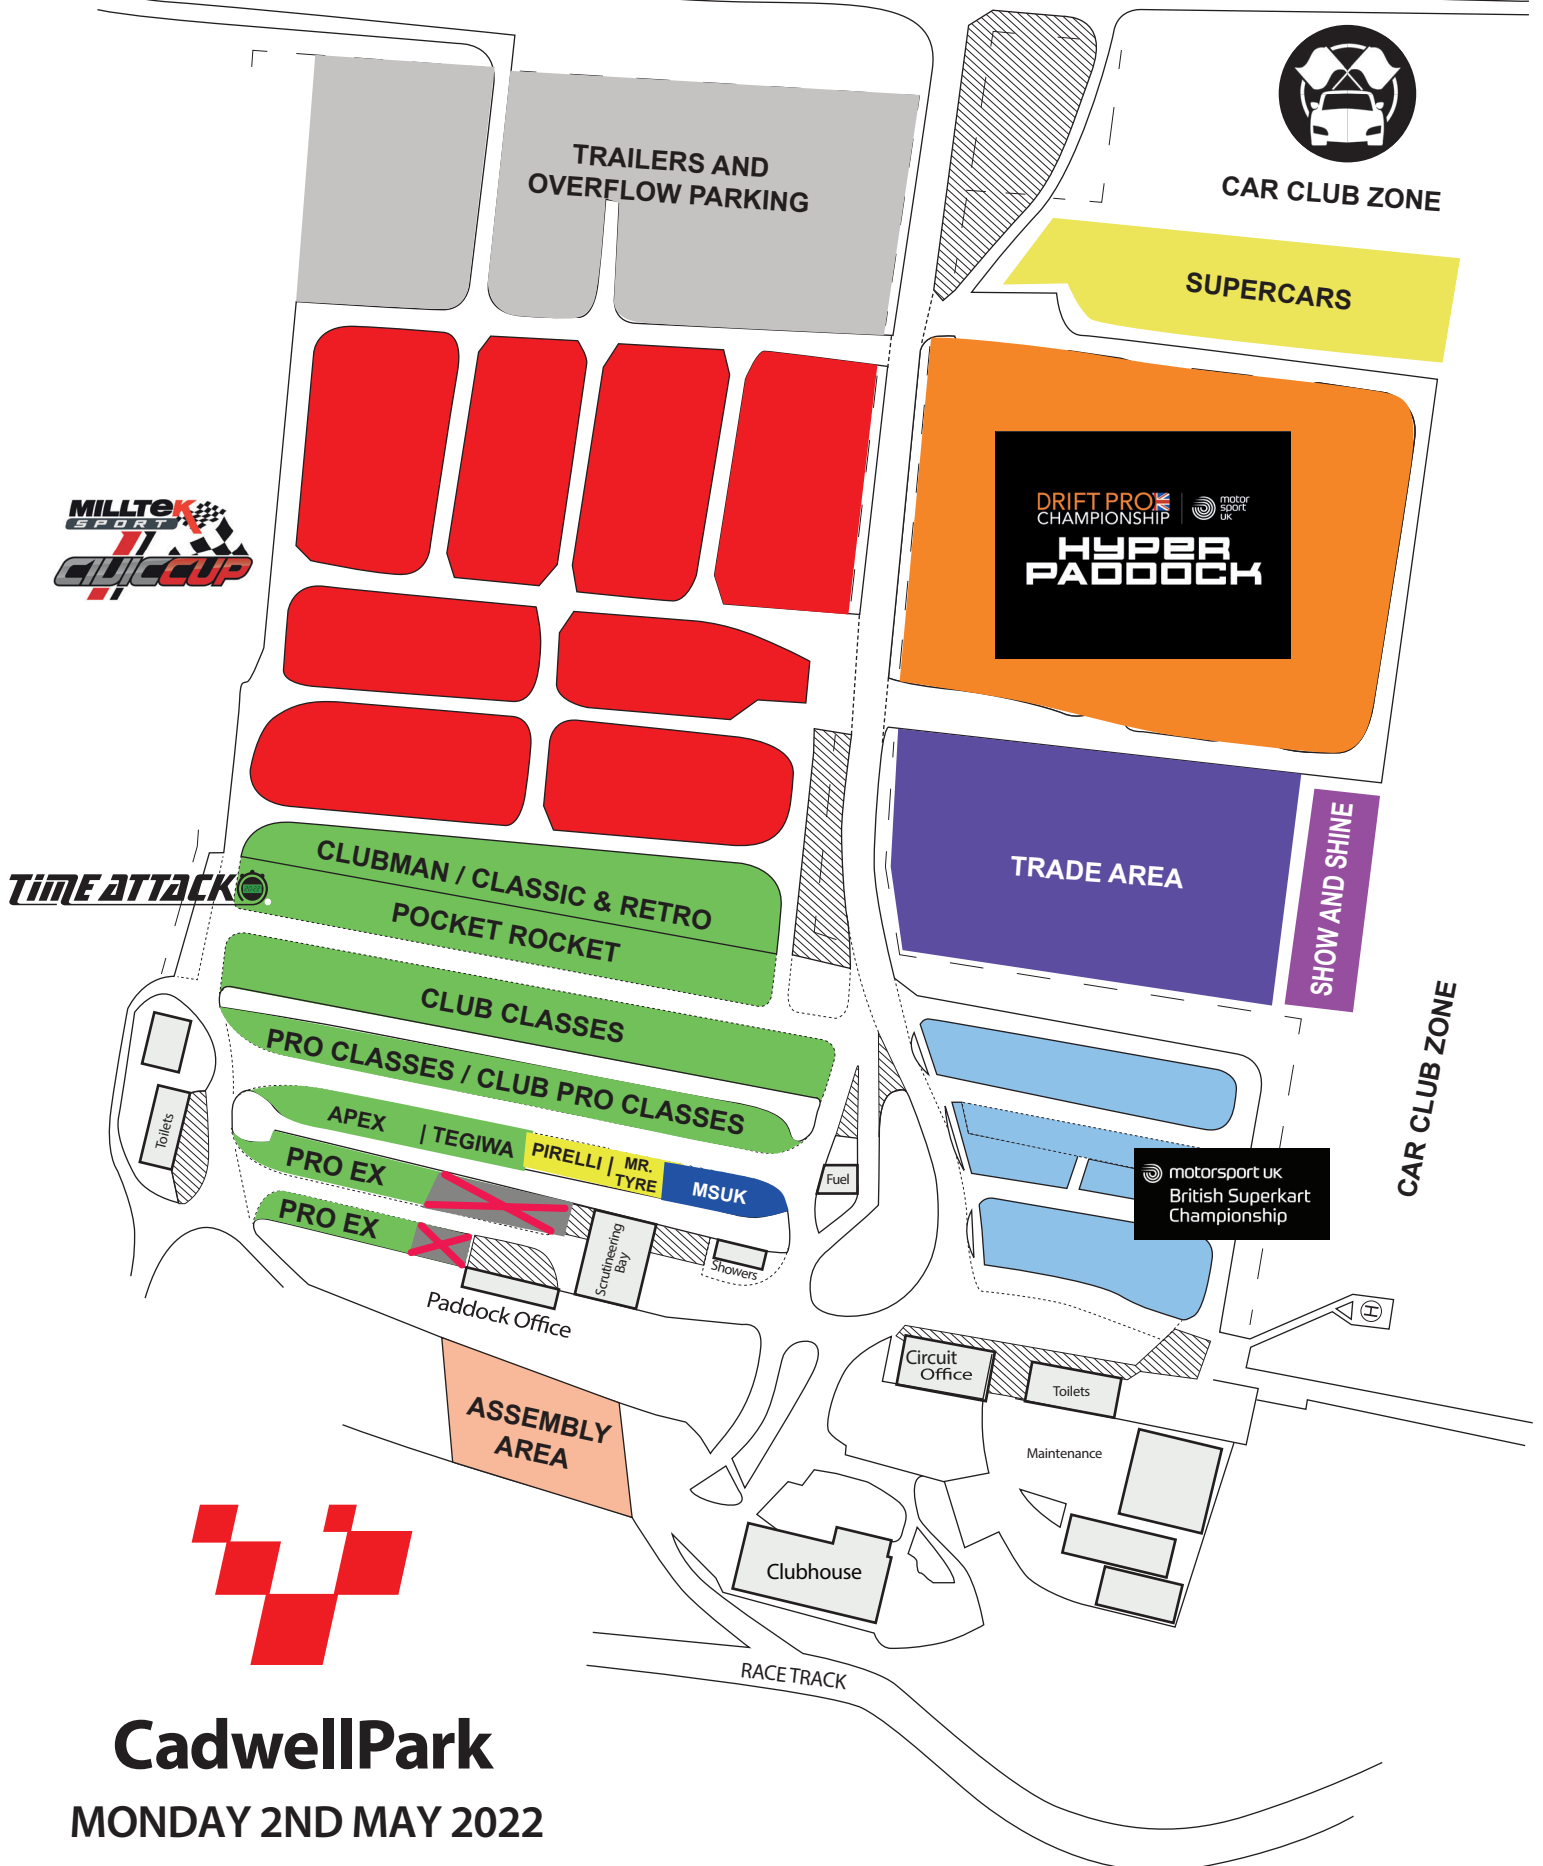 CAR CLUB ZONE
TRAILERS AND
OVERFLOW PARKING
SUPERCARS
MILLTEK
SPORT
CIVICCUP
DRIFT PRO
CHAMPIONSHIP
motor
sport
UK
HYPER
PADDOCK
TIME ATTACK
CLUBMAN / CLASSIC & RETRO
POCKET ROCKET
CLUB CLASSES
PRO CLASSES / CLUB PRO CLASSES
APEX | TEGIWA
PIRELLI | MR.
TYRE
MSUK
PRO EX
PRO EX
TRADE AREA
SHOW AND SHINE
CAR CLUB ZONE
motorsport uk
British Superkart
Championship
Toilets
Fuel
Scrutineering
Bay
Showers
Paddock Office
H
Circuit
Office
Toilets
Maintenance
ASSEMBLY
AREA
Clubhouse
RACE TRACK
CadwellPark
MONDAY 2ND MAY 2022